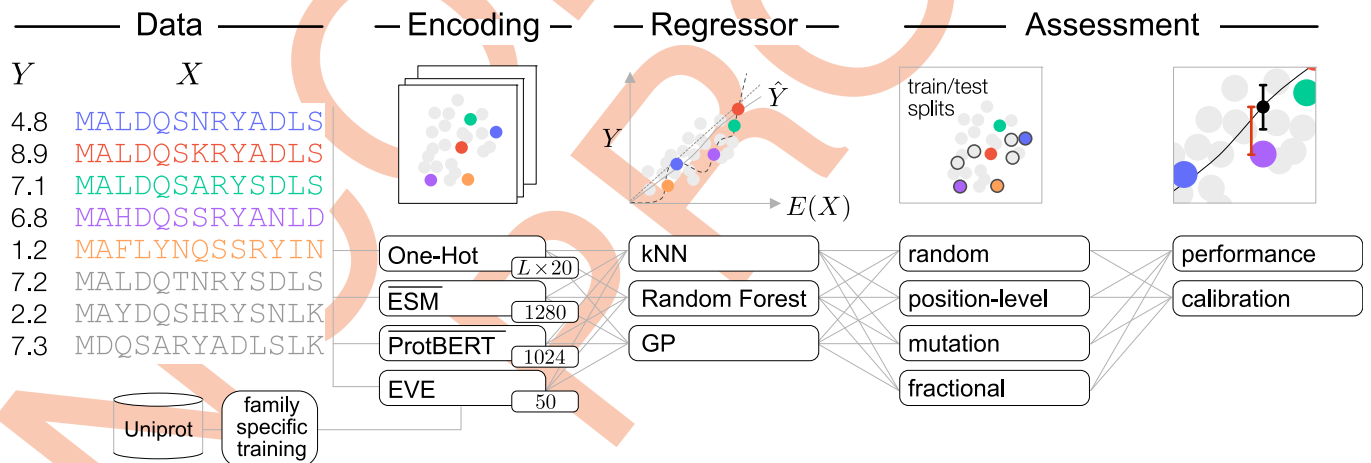 Data
Encoding
Regressor
Assessment
Y X
4.8 MALDQSNRYADLS
8.9 MALDQSKRYADLS
7.1 MALDQSARYSDLS
6.8 MAHDQSSRYANLD
1.2 MAFLYNQSSRYIN
7.2 MALDQTNRYSDLS
2.2 MAYDQSHRYSNLK
7.3 MDQSARYADLSLK
Uniprot
family
specific
training
One-Hot
L × 20
ESM
1280
ProtBERT
1024
EVE
50
Y
Ŷ
E(X)
kNN
Random Forest
GP
train/test
splits
random
position-level
mutation
fractional
performance
calibration